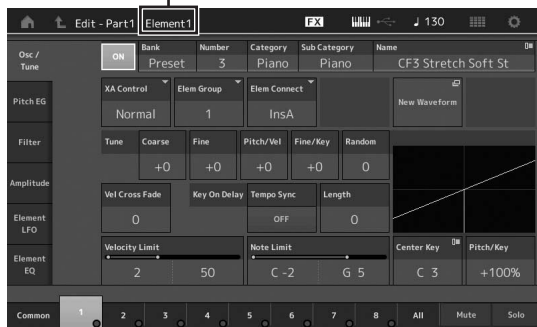 Edit - Part1 Element1 FX 130
Osc / Tune
ON
Bank Preset
Number 3
Category Piano
Sub Category Piano
Name CF3 Stretch Soft St
Pitch EG
XA Control Normal
Elem Group 1
Elem Connect InsA
New Waveform
Filter
Tune
Coarse +0
Fine +0
Pitch/Vel +0
Fine/Key +0
Random 0
Amplitude
Vel Cross Fade 0
Key On Delay
Tempo Sync OFF
Length 0
Element LFO
Element EQ
Velocity Limit 2 50
Note Limit C -2 G 5
Center Key C 3
Pitch/Key +100%
Common 1 2 3 4 5 6 7 8 All Mute Solo